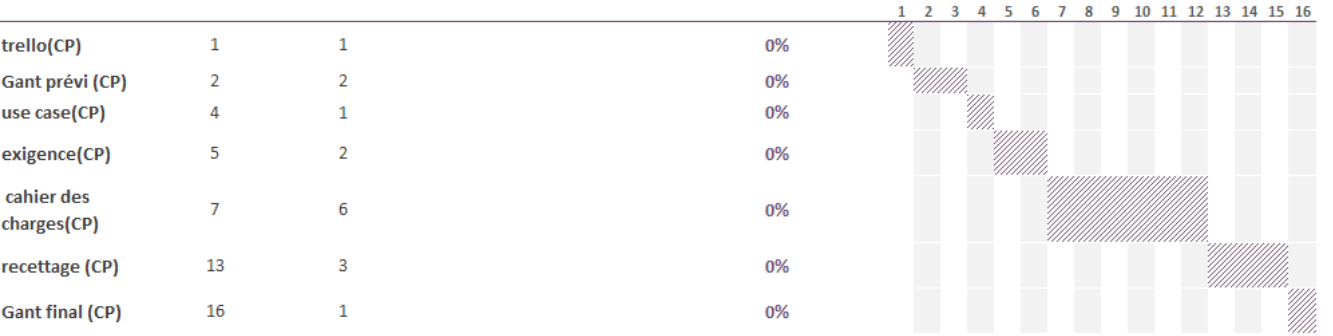 1 2 3 4 5 6 7 8 9 10 11 12 13 14 15 16
trello(CP) 1 1 0%
Gant prévi (CP) 2 2 0%
use case(CP) 4 1 0%
exigence(CP) 5 2 0%
cahier des
charges(CP) 7 6 0%
recettage (CP) 13 3 0%
Gant final (CP) 16 1 0%